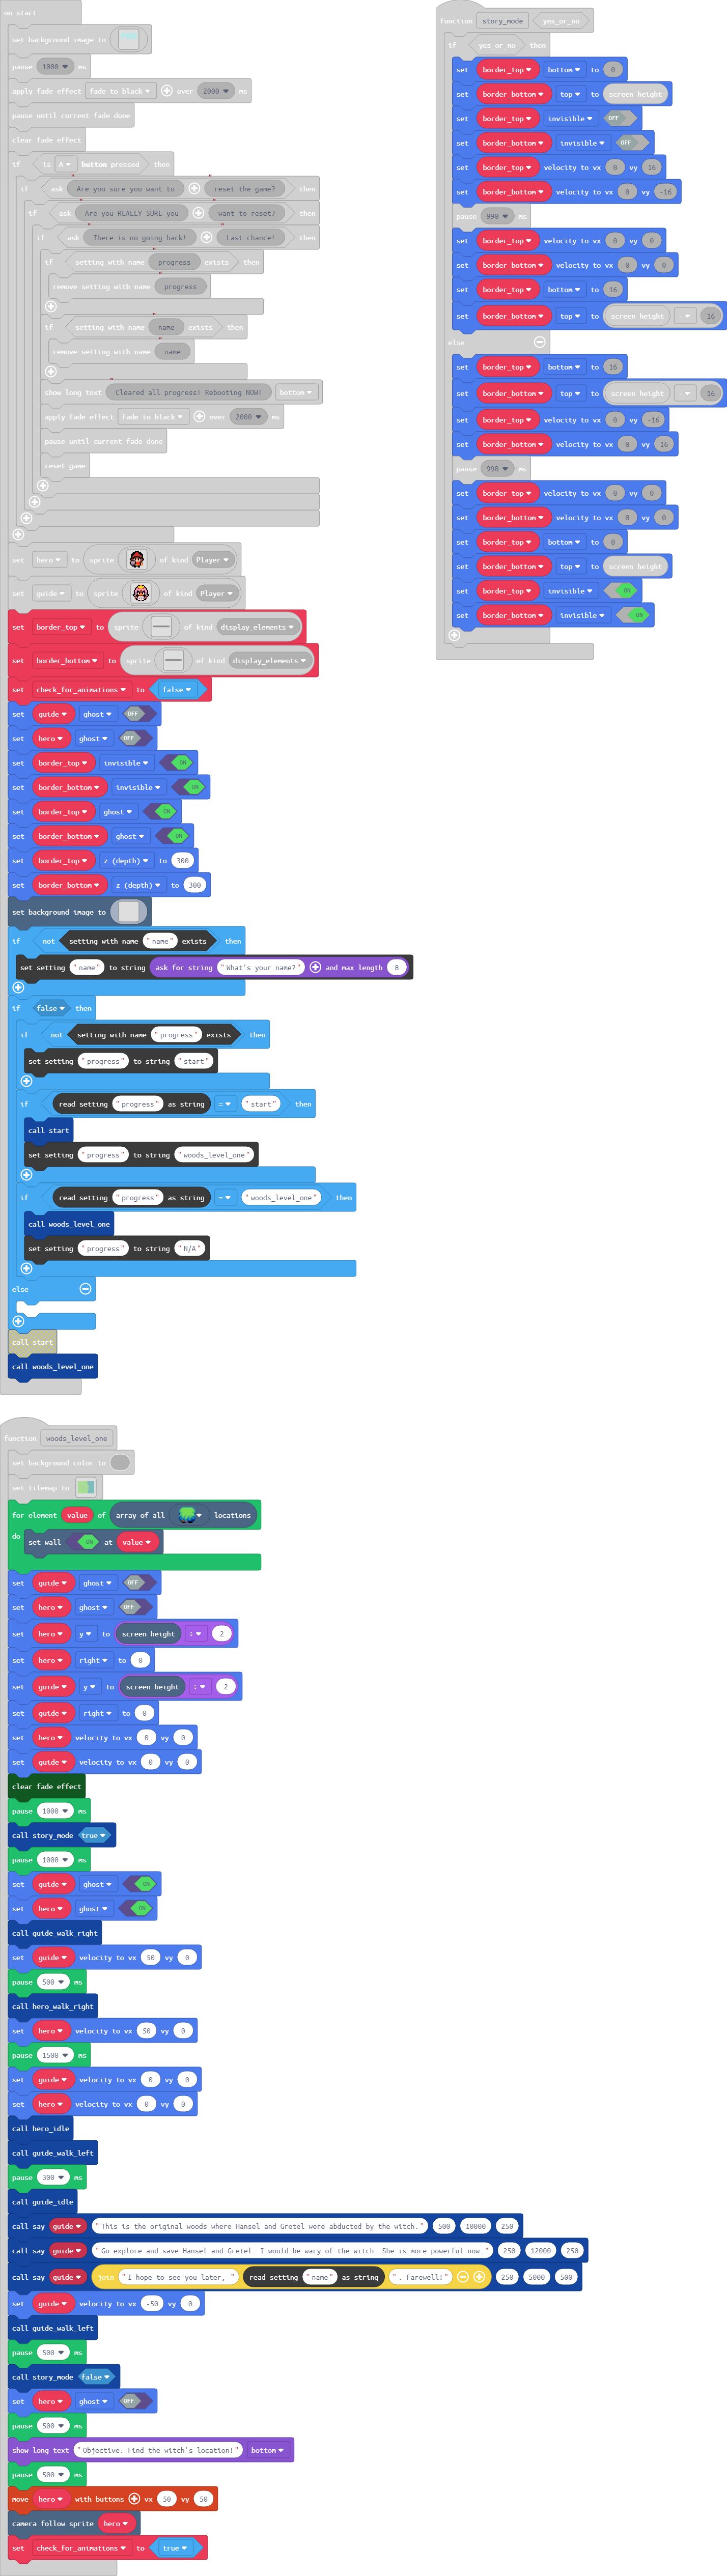 on start
set background image to
pause 1000 ms
apply fade effect fade to black over 2000 ms
pause until current fade done
clear fade effect
if is A button pressed then
if ask Are you sure you want to reset the game? then
if ask Are you REALLY SURE you want to reset? then
if ask There is no going back! Last chance! then
if setting with name progress exists then
remove setting with name progress
if setting with name name exists then
remove setting with name name
show long text Cleared all progress! Rebooting NOW! bottom
apply fade effect fade to black over 2000 ms
pause until current fade done
reset game
set hero to sprite of kind Player
set guide to sprite of kind Player
set border_top to sprite of kind display_elements
set border_bottom to sprite of kind display_elements
set check_for_animations to false
set guide ghost OFF
set hero ghost OFF
set border_top invisible ON
set border_bottom invisible ON
set border_top ghost ON
set border_bottom ghost ON
set border_top z (depth) to 300
set border_bottom z (depth) to 300
set background image to
if not setting with name "name" exists then
set setting "name" to string ask for string "What's your name?" and max length 8
if false then
if not setting with name "progress" exists then
set setting "progress" to string "start"
if read setting "progress" as string = "start" then
call start
set setting "progress" to string "woods_level_one"
if read setting "progress" as string = "woods_level_one" then
call woods_level_one
set setting "progress" to string "N/A"
else
call start
call woods_level_one
function story_mode yes_or_no
if yes_or_no then
set border_top bottom to 0
set border_bottom top to screen height
set border_top invisible OFF
set border_bottom invisible OFF
set border_top velocity to vx 0 vy 16
set border_bottom velocity to vx 0 vy -16
pause 990 ms
set border_top velocity to vx 0 vy 0
set border_bottom velocity to vx 0 vy 0
set border_top bottom to 16
set border_bottom top to screen height - 16
else
set border_top bottom to 16
set border_bottom top to screen height - 16
set border_top velocity to vx 0 vy -16
set border_bottom velocity to vx 0 vy 16
pause 990 ms
set border_top velocity to vx 0 vy 0
set border_bottom velocity to vx 0 vy 0
set border_top bottom to 0
set border_bottom top to screen height
set border_top invisible ON
set border_bottom invisible ON
function woods_level_one
set background color to
set tilemap to
for element value of array of all locations
do
set wall ON at value
set guide ghost OFF
set hero ghost OFF
set hero y to screen height ÷ 2
set hero right to 0
set guide y to screen height ÷ 2
set guide right to 0
set hero velocity to vx 0 vy 0
set guide velocity to vx 0 vy 0
clear fade effect
pause 1000 ms
call story_mode true
pause 1000 ms
set guide ghost ON
set hero ghost ON
call guide_walk_right
set guide velocity to vx 50 vy 0
pause 500 ms
call hero_walk_right
set hero velocity to vx 50 vy 0
pause 1500 ms
set guide velocity to vx 0 vy 0
set hero velocity to vx 0 vy 0
call hero_idle
call guide_walk_left
pause 300 ms
call guide_idle
call say guide "This is the original woods where Hansel and Gretel were abducted by the witch." 500 10000 250
call say guide "Go explore and save Hansel and Gretel. I would be wary of the witch. She is more powerful now." 250 12000 250
call say guide join "I hope to see you later, " read setting "name" as string ". Farewell!" 250 5000 500
set guide velocity to vx -50 vy 0
call guide_walk_left
pause 500 ms
call story_mode false
set hero ghost OFF
pause 500 ms
show long text "Objective: Find the witch's location!" bottom
pause 500 ms
move hero with buttons vx 50 vy 50
camera follow sprite hero
set check_for_animations to true